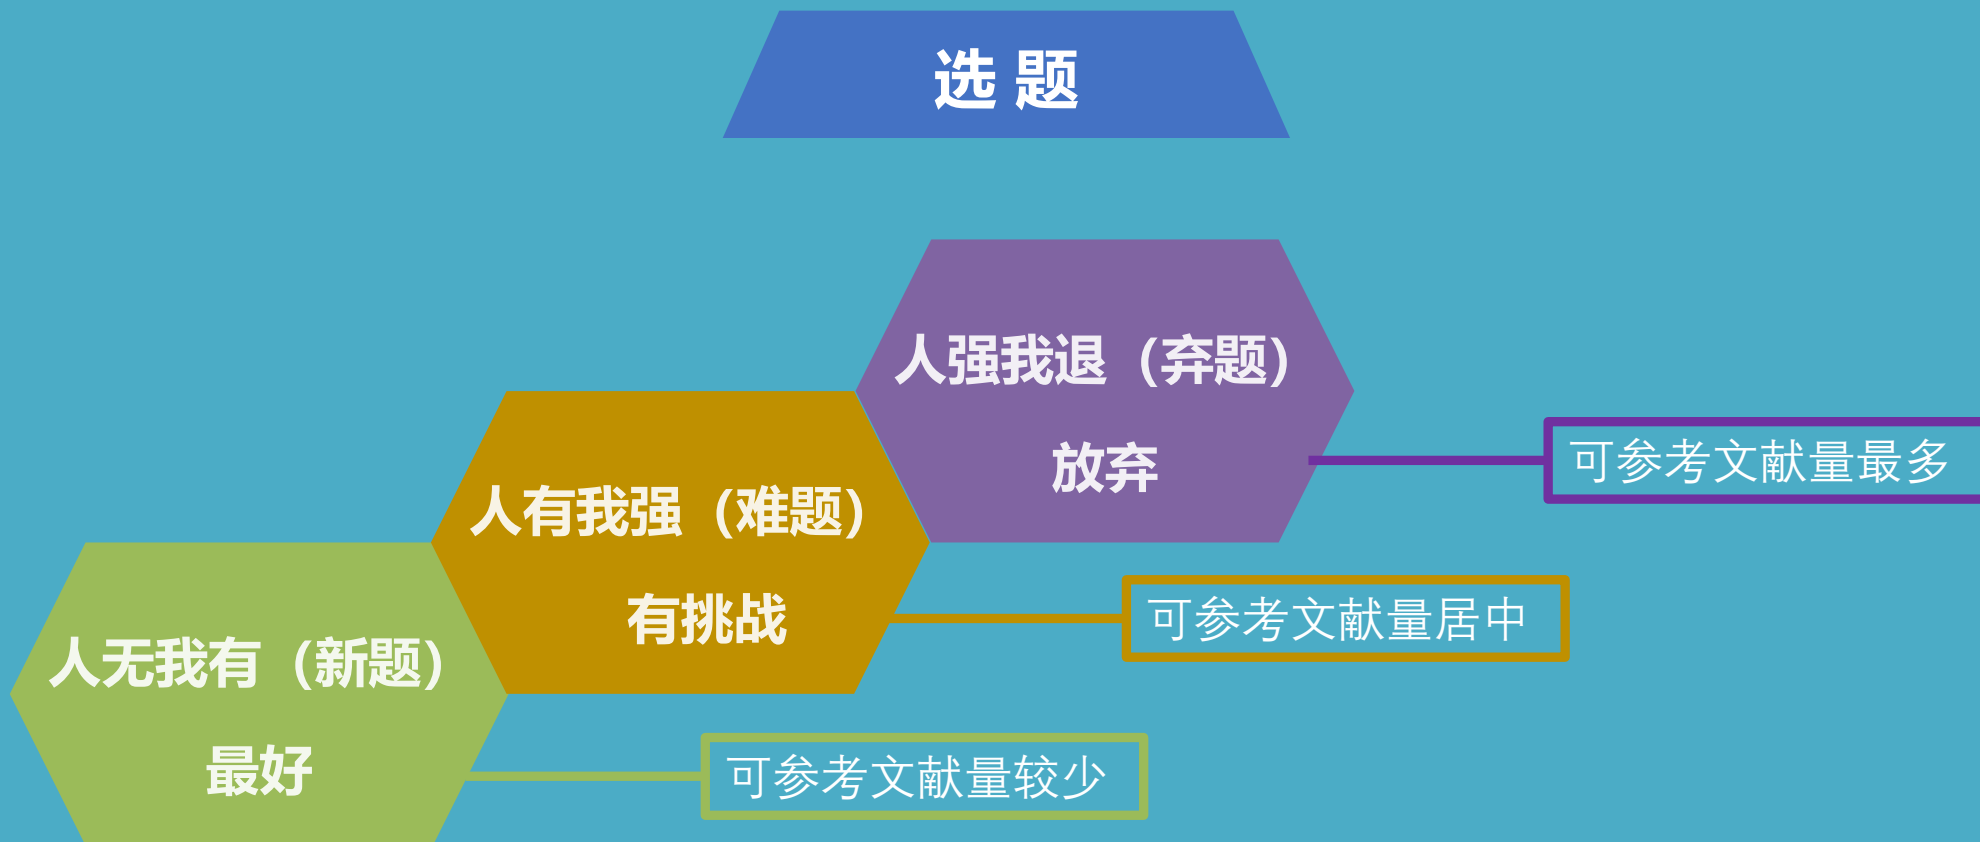 选 题
人强我退（弃题）
放弃
可参考文献量最多
人有我强（难题）
有挑战
可参考文献量居中
人无我有（新题）
最好
可参考文献量较少